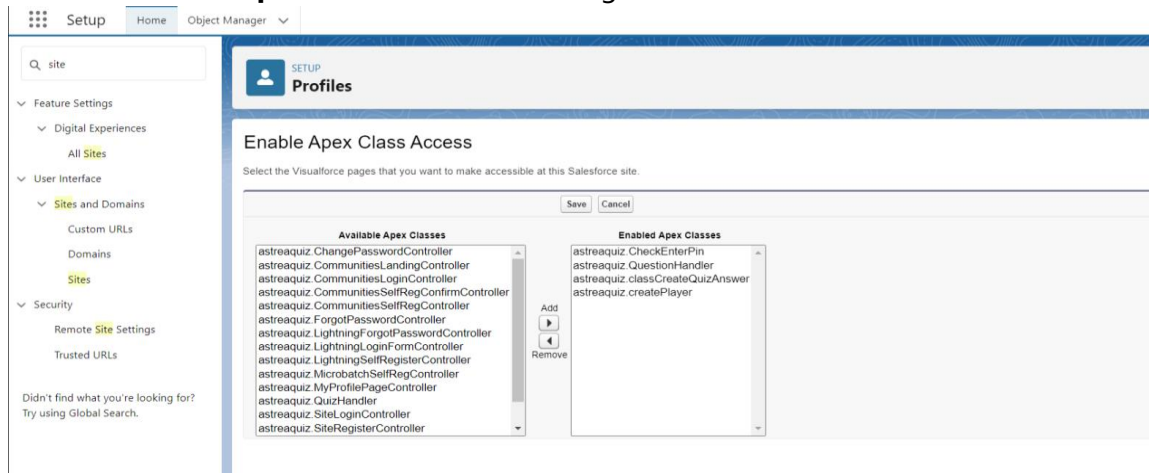 Setup
Home
Object Manager
site
Feature Settings
Digital Experiences
All Sites
User Interface
Sites and Domains
Custom URLs
Domains
Sites
Security
Remote Site Settings
Trusted URLs
Didn't find what you're looking for?
Try using Global Search.
SETUP
Profiles
Enable Apex Class Access
Select the Visualforce pages that you want to make accessible at this Salesforce site.
Save Cancel
Available Apex Classes
astreaquiz.ChangePasswordController
astreaquiz.CommunitiesLandingController
astreaquiz.CommunitiesLoginController
astreaquiz.CommunitiesSelfRegConfirmController
astreaquiz.CommunitiesSelfRegController
astreaquiz.ForgotPasswordController
astreaquiz.LightningForgotPasswordController
astreaquiz.LightningLoginFormController
astreaquiz.LightningSelfRegisterController
astreaquiz.MicrobatchSelfRegController
astreaquiz.MyProfilePageController
astreaquiz.QuizHandler
astreaquiz.SiteLoginController
astreaquiz.SiteRegisterController
Add
Remove
Enabled Apex Classes
astreaquiz.CheckEnterPin
astreaquiz.QuestionHandler
astreaquiz.classCreateQuizAnswer
astreaquiz.createPlayer